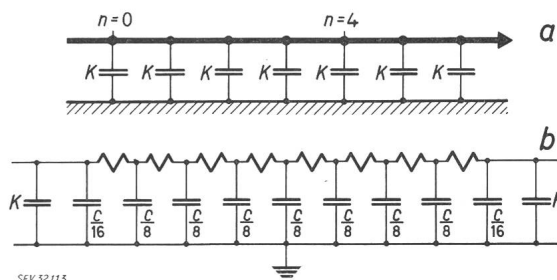 n=0 n=4 a
K K K K K K K
b
K C/16 C/8 C/8 C/8 C/8 C/8 C/8 C/8 C/16
SEV 32113